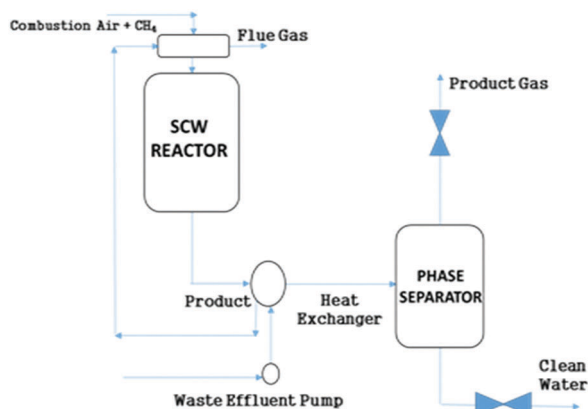 Combustion Air + CH₄
Flue Gas
SCW
REACTOR
Product Gas
Product
Heat
Exchanger
PHASE
SEPARATOR
Waste Effluent Pump
Clean
Water